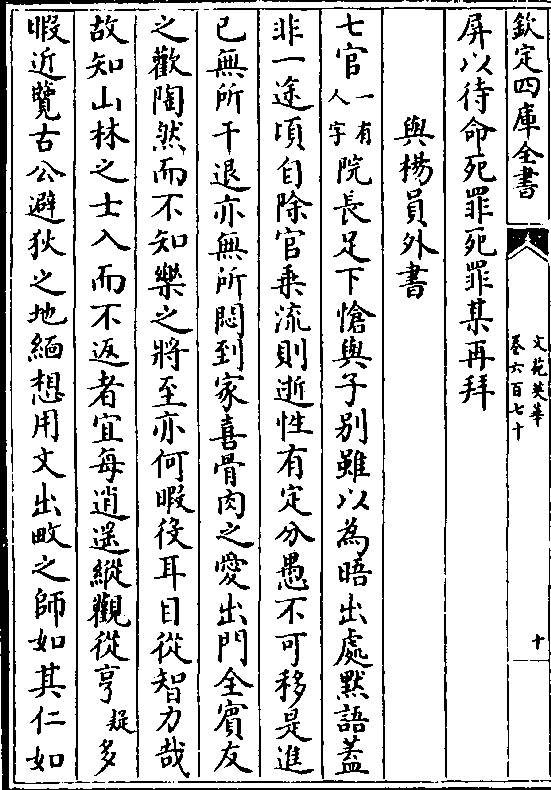 欽定四庫全書
文苑英華
卷六百七十
十
屏以待命死罪死罪某再拜
與楊員外書
七官一有人字院長足下愴與子別雖以為晤出處默語蓋
非一途頃自除官乗流則逝性有定分愚不可移是進
已無所干退亦無所悶到家喜骨肉之愛出門全賓友
之歡陶然而不知樂之將至亦何暇役耳目從智力哉
故知山林之士入而不返者宜每逍遥縱觀從亨疑多
暇近覽古公避狄之地緬想用文出畋之師如其仁如